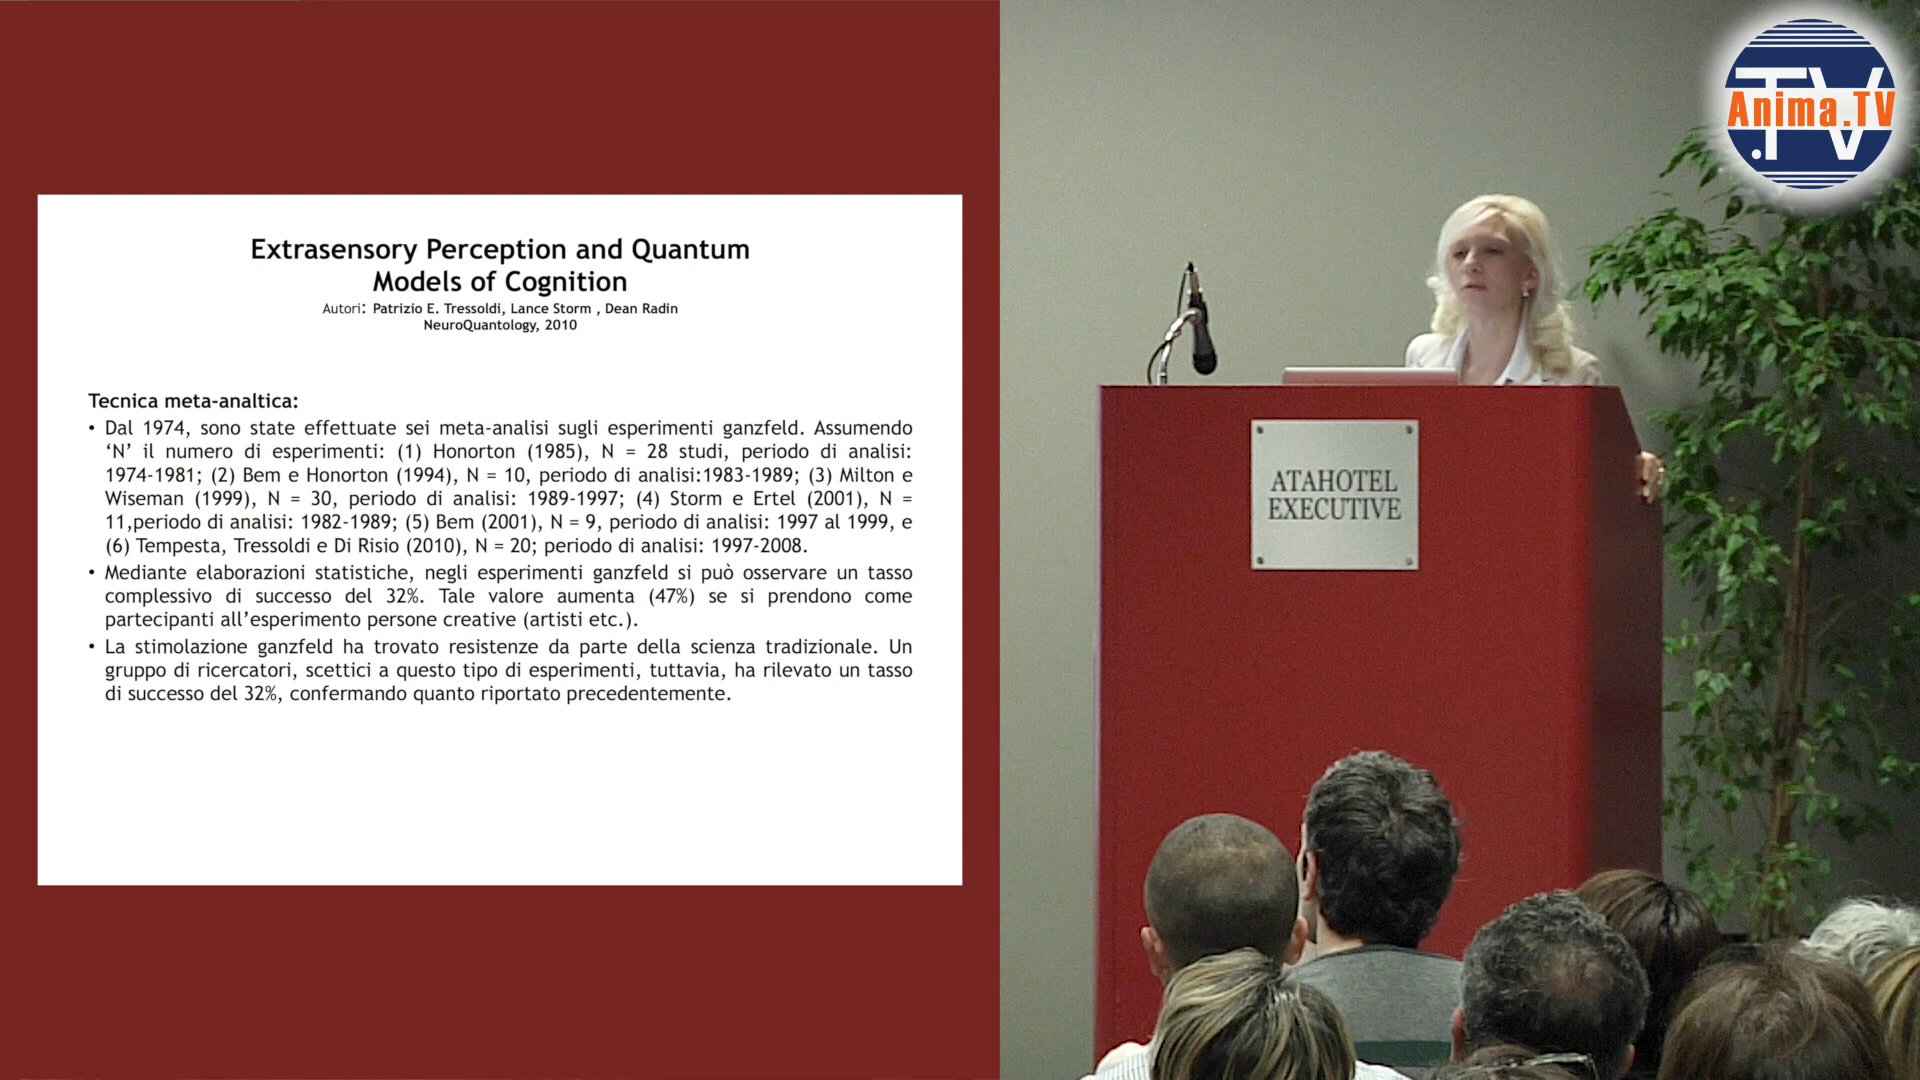 Extrasensory Perception and Quantum
Models of Cognition
Autori: Patrizio E. Tressoldi, Lance Storm , Dean Radin
NeuroQuantology, 2010
Tecnica meta-analtica:
• Dal 1974, sono state effettuate sei meta-analisi sugli esperimenti ganzfeld. Assumendo
‘N’ il numero di esperimenti: (1) Honorton (1985), N = 28 studi, periodo di analisi:
1974-1981; (2) Bem e Honorton (1994), N = 10, periodo di analisi:1983-1989; (3) Milton e
Wiseman (1999), N = 30, periodo di analisi: 1989-1997; (4) Storm e Ertel (2001), N =
11,periodo di analisi: 1982-1989; (5) Bem (2001), N = 9, periodo di analisi: 1997 al 1999, e
(6) Tempesta, Tressoldi e Di Risio (2010), N = 20; periodo di analisi: 1997-2008.
• Mediante elaborazioni statistiche, negli esperimenti ganzfeld si può osservare un tasso
complessivo di successo del 32%. Tale valore aumenta (47%) se si prendono come
partecipanti all’esperimento persone creative (artisti etc.).
• La stimolazione ganzfeld ha trovato resistenze da parte della scienza tradizionale. Un
gruppo di ricercatori, scettici a questo tipo di esperimenti, tuttavia, ha rilevato un tasso
di successo del 32%, confermando quanto riportato precedentemente.
.TV
Anima.TV
ATAHOTEL
EXECUTIVE